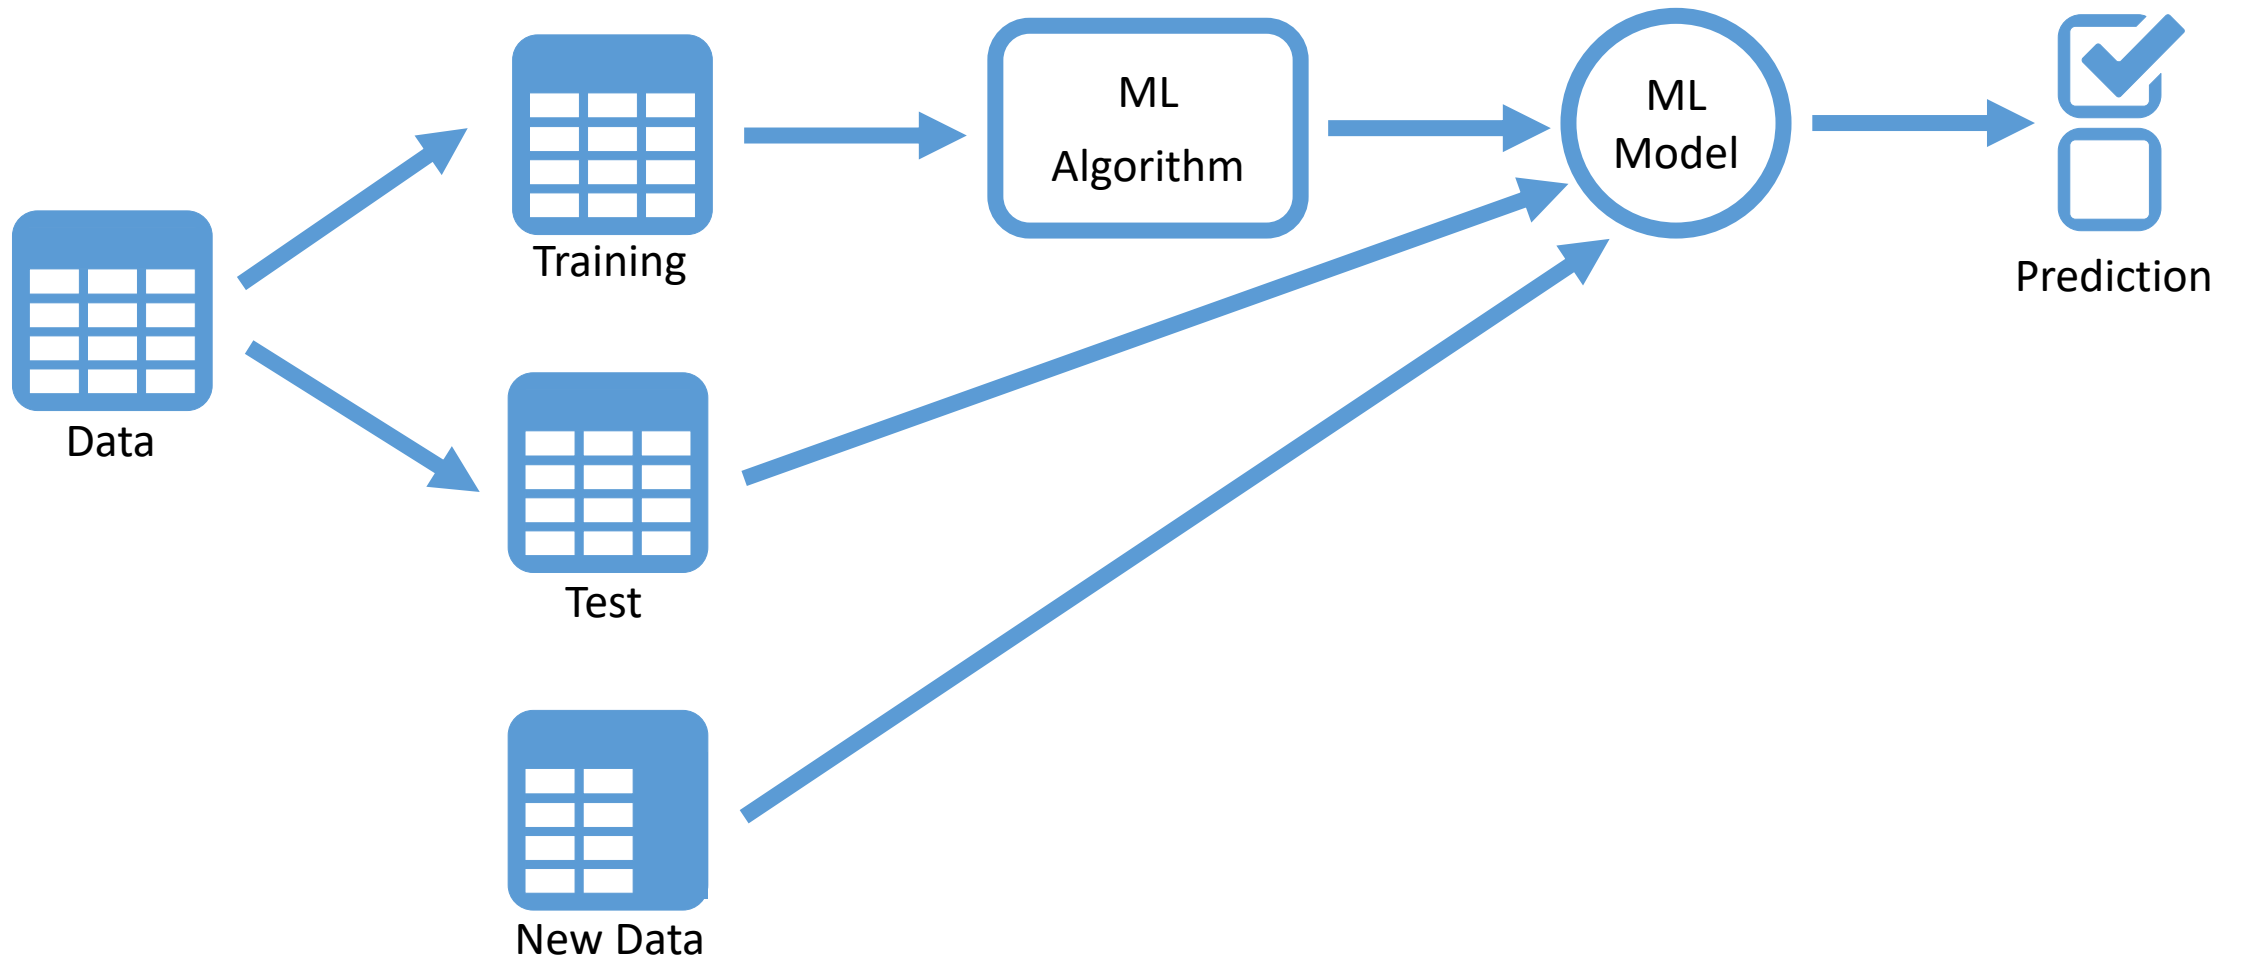 ML
Algorithm
ML
Model
Training
Prediction
Data
Test
New Data